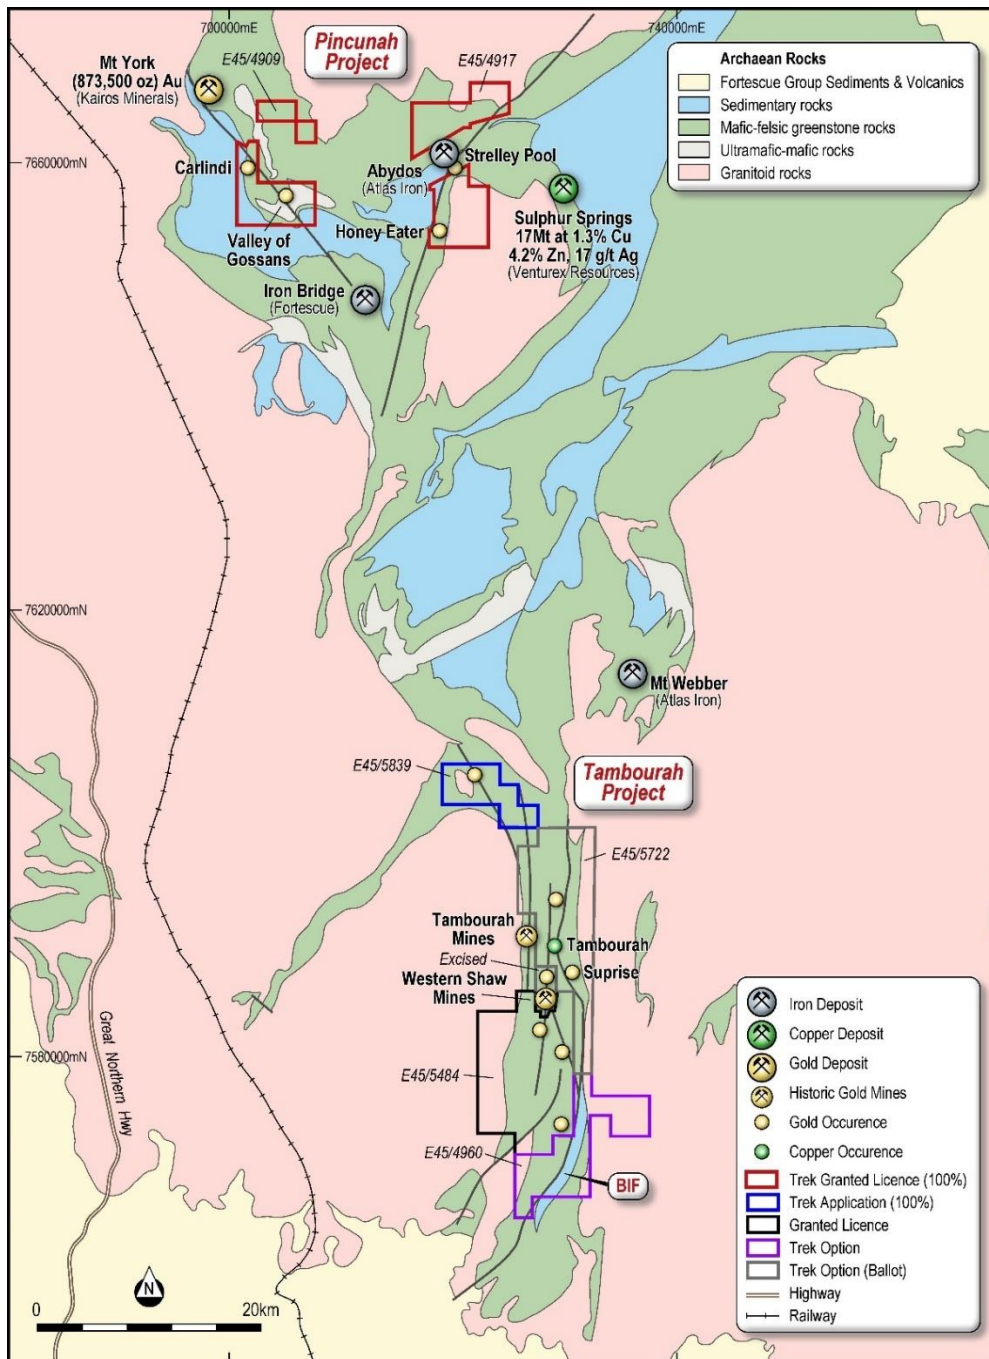 700000mE
740000mE
Pincunah
Project
E45/4909
E45/4917
Mt York
(873,500 oz) Au
(Kairos Minerals)
Archaean Rocks
Fortescue Group Sediments & Volcanics
Sedimentary rocks
Mafic-felsic greenstone rocks
Ultramafic-mafic rocks
Granitoid rocks
7660000mN
Carlindi
Strelley Pool
Abydos
(Atlas Iron)
Sulphur Springs
17Mt at 1.3% Cu
4.2% Zn, 17 g/t Ag
(Venturex Resources)
Valley of
Gossans
Honey Eater
Iron Bridge
(Fortescue)
7620000mN
Mt Webber
(Atlas Iron)
E45/5839
Tambourah
Project
E45/5722
Tambourah
Mines
Tambourah
Excised
Suprise
Western Shaw
Mines
Great Northern Hwy
7580000mN
E45/5484
E45/4960
BIF
Iron Deposit
Copper Deposit
Gold Deposit
Historic Gold Mines
Gold Occurence
Copper Occurence
Trek Granted Licence (100%)
Trek Application (100%)
Granted Licence
Trek Option
Trek Option (Ballot)
Highway
Railway
N
0
20km